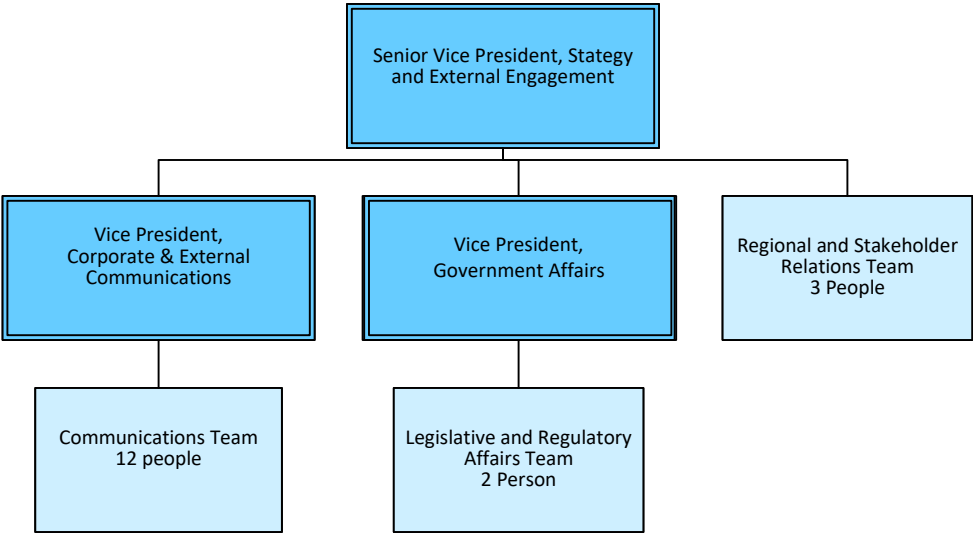 Senior Vice President, Stategy
and External Engagement
Vice President,
Corporate & External
Communications
Vice President,
Government Affairs
Regional and Stakeholder
Relations Team
3 People
Communications Team
12 people
Legislative and Regulatory
Affairs Team
2 Person